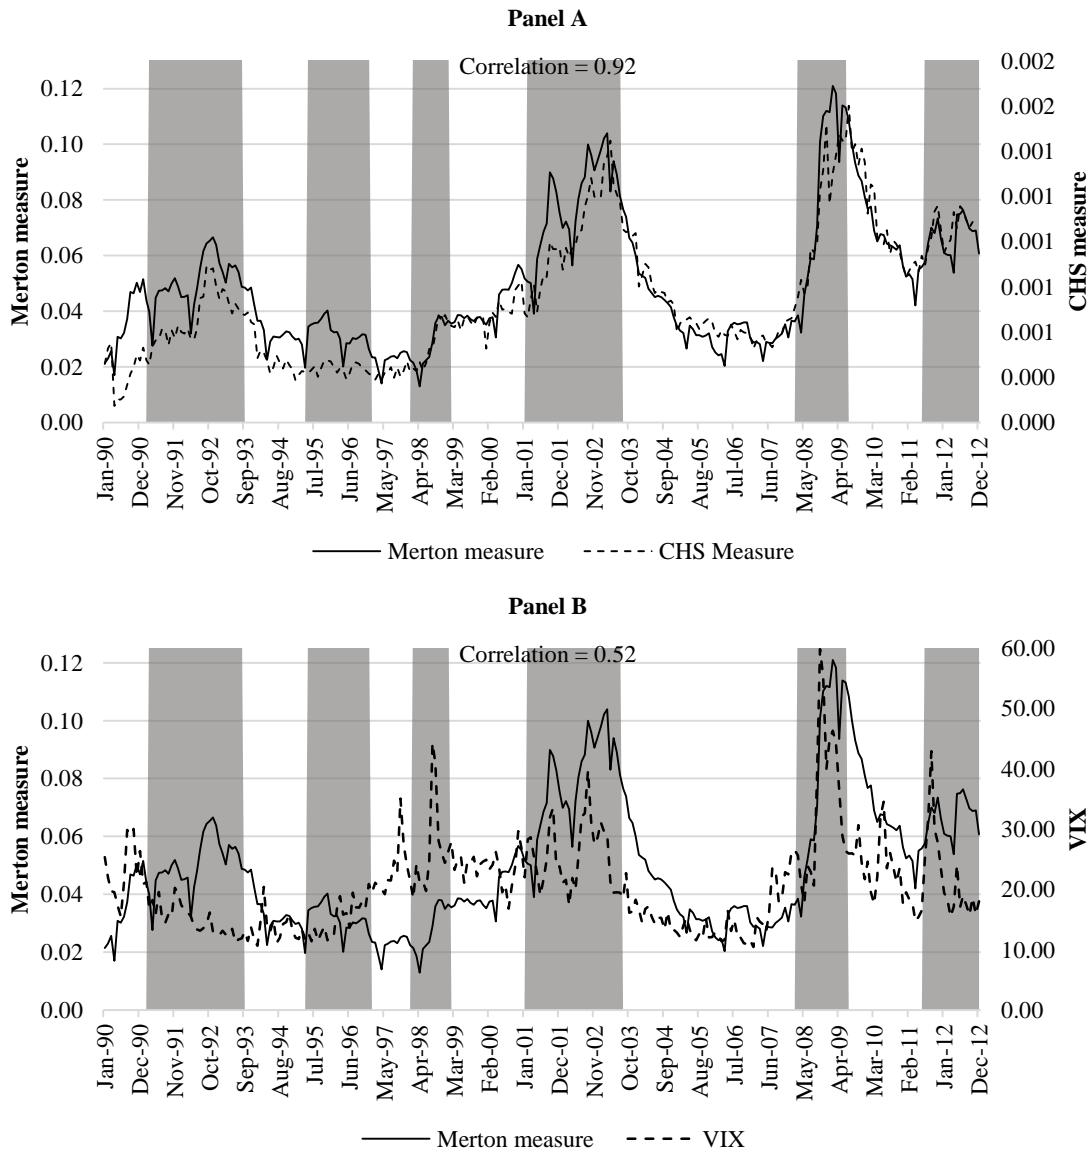 Panel A
Correlation = 0.92
Merton measure
0.12
0.10
0.08
0.06
0.04
0.02
0.00
0.002
0.002
0.001
0.001
0.001
0.001
0.001
0.000
0.000
CHS measure
Jan-90
Dec-90
Nov-91
Oct-92
Sep-93
Aug-94
Jul-95
Jun-96
May-97
Apr-98
Mar-99
Feb-00
Jan-01
Dec-01
Nov-02
Oct-03
Sep-04
Aug-05
Jul-06
Jun-07
May-08
Apr-09
Mar-10
Feb-11
Jan-12
Dec-12
Merton measure
CHS Measure
Panel B
Correlation = 0.52
Merton measure
0.12
0.10
0.08
0.06
0.04
0.02
0.00
60.00
50.00
40.00
30.00
20.00
10.00
0.00
VIX
Jan-90
Dec-90
Nov-91
Oct-92
Sep-93
Aug-94
Jul-95
Jun-96
May-97
Apr-98
Mar-99
Feb-00
Jan-01
Dec-01
Nov-02
Oct-03
Sep-04
Aug-05
Jul-06
Jun-07
May-08
Apr-09
Mar-10
Feb-11
Jan-12
Dec-12
Merton measure
VIX